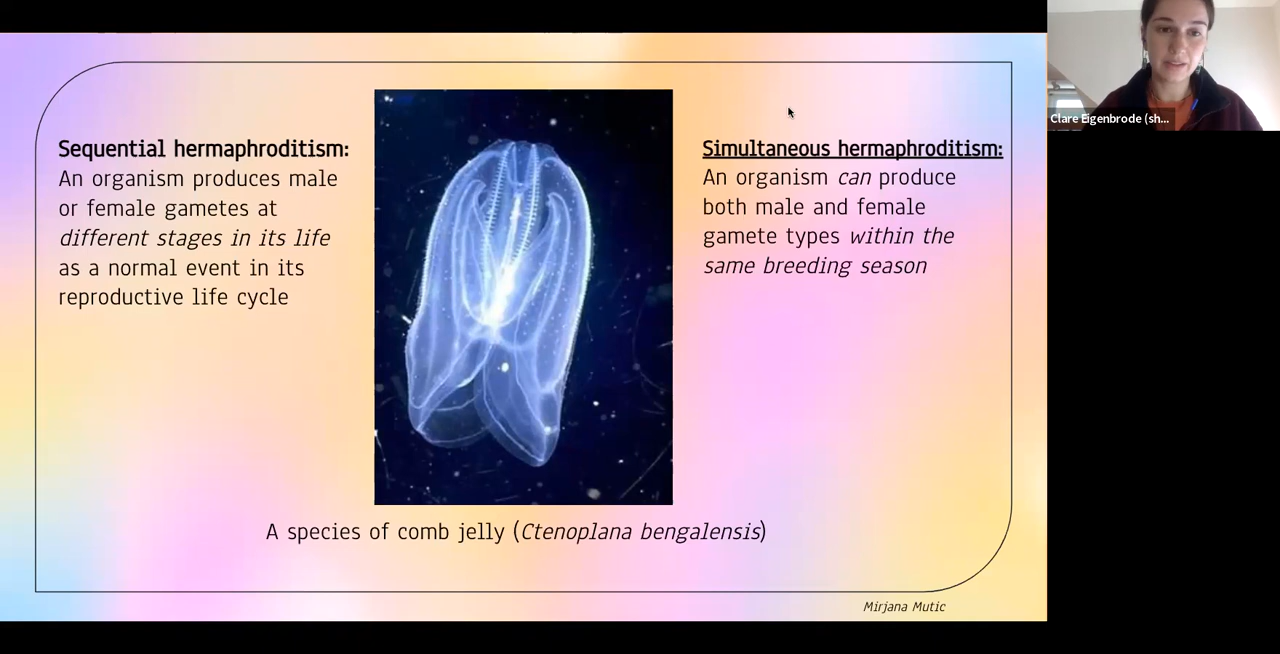 Sequential hermaphroditism:
An organism produces male
or female gametes at
different stages in its life
as a normal event in its
reproductive life cycle
Simultaneous hermaphroditism:
An organism can produce
both male and female
gamete types within the
same breeding season
A species of comb jelly (Ctenoplana bengalensis)
Mirjana Mutic
Clare Eigenbrode (sh...